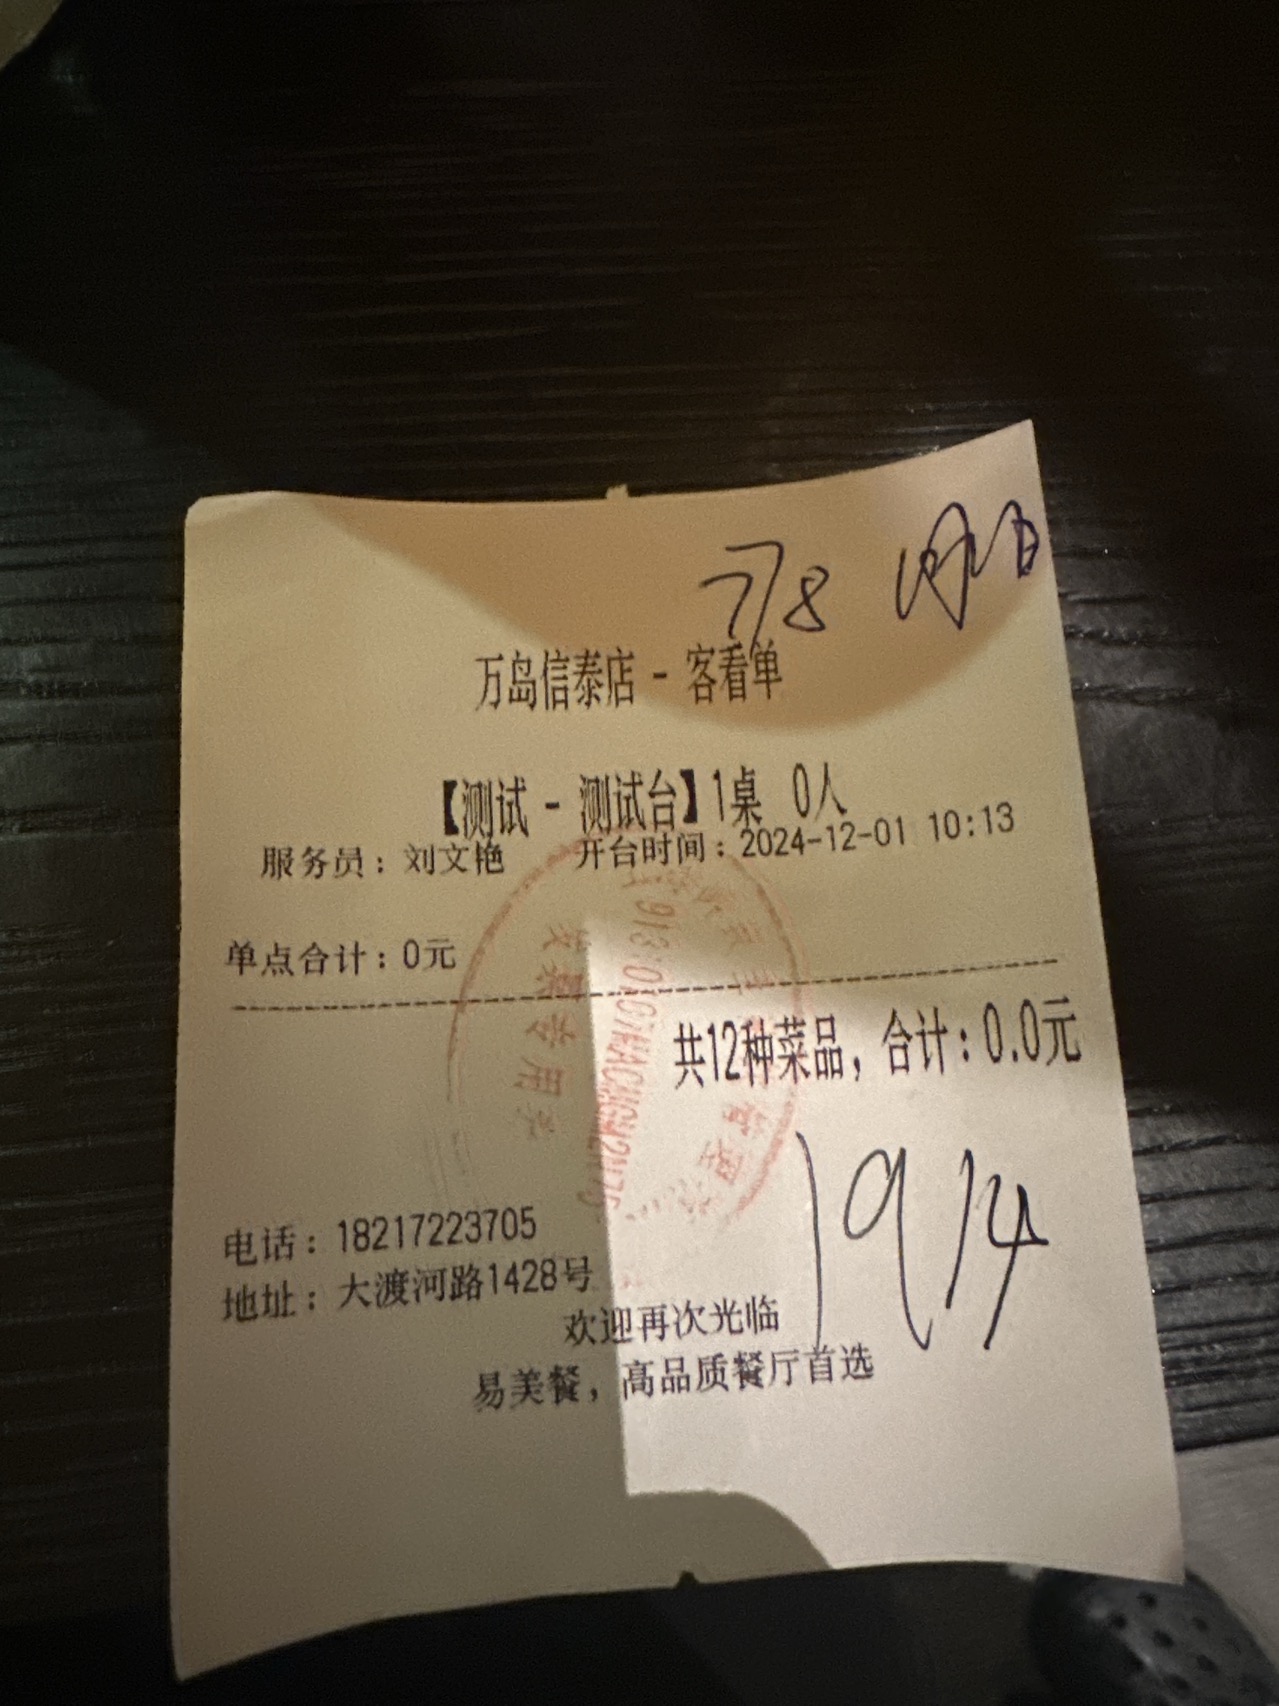 778
万岛信泰店 - 客看单
【测试 - 测试台】1桌 0人
服务员：刘文艳 开台时间：2024-12-01 10:13
单点合计：0元
共12种菜品，合计：0.0元
发票专用
1914
电话：18217223705
地址：大渡河路1428号
欢迎再次光临
易美餐，高品质餐厅首选